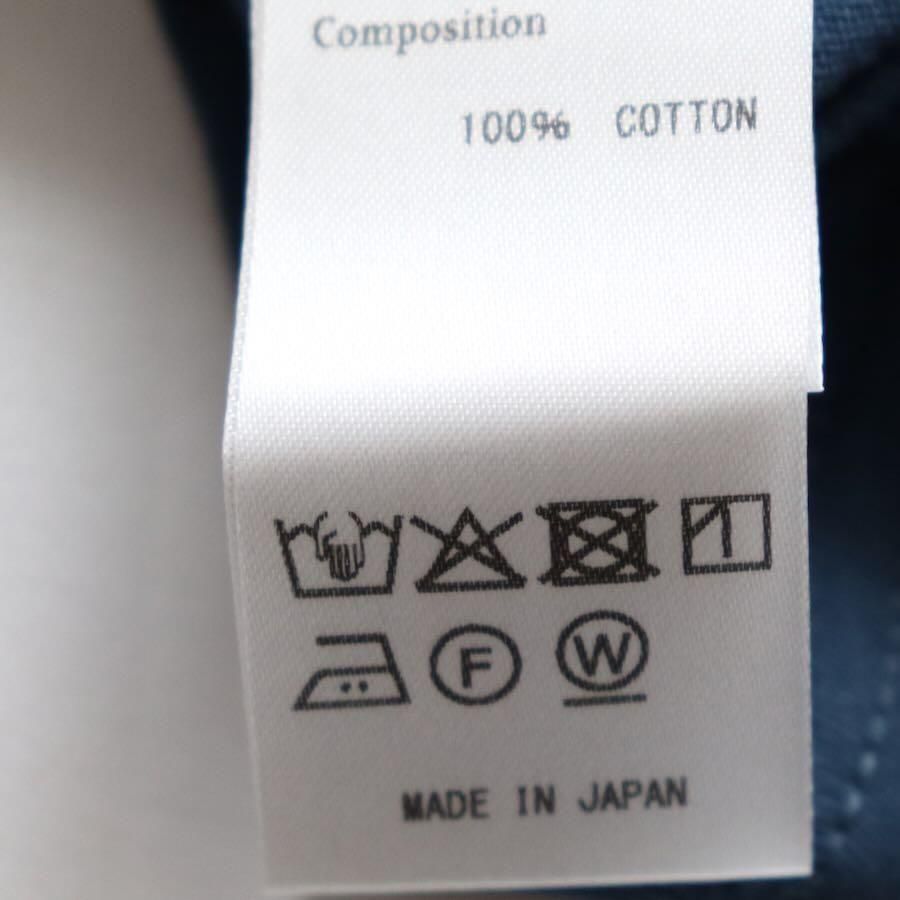 Composition
100% COTTON
F W
MADE IN JAPAN